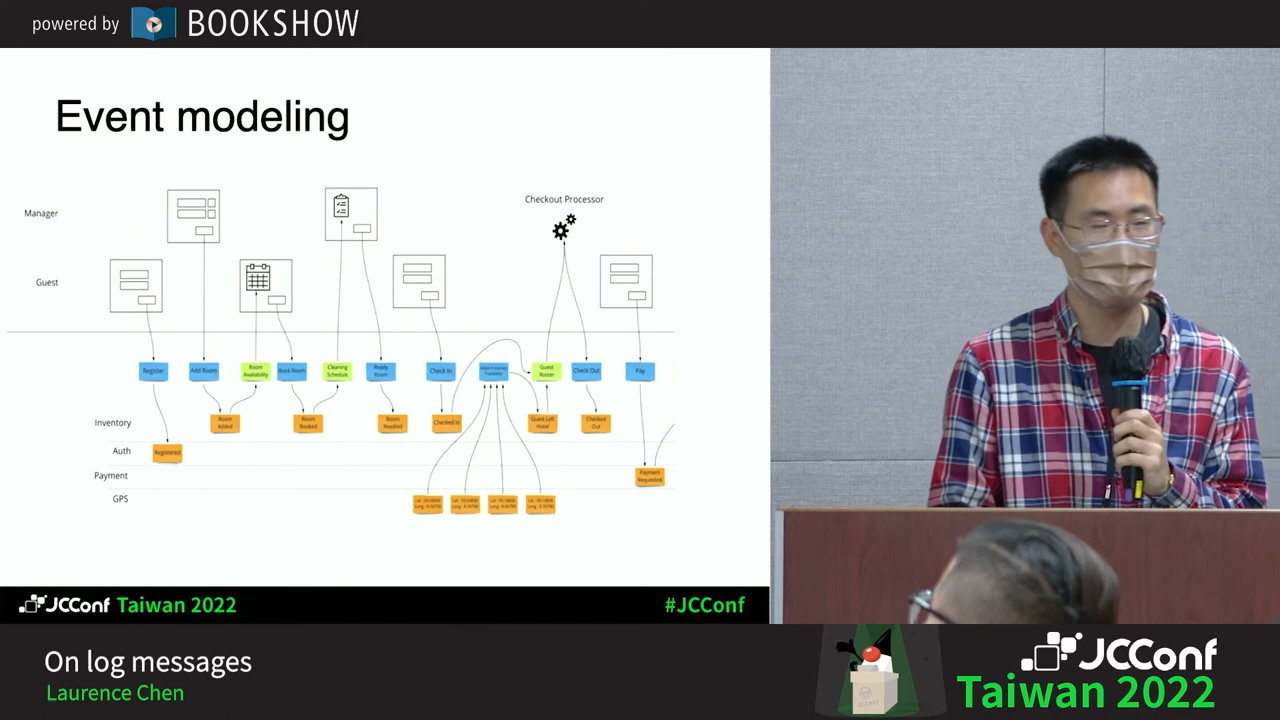 powered by BOOKSHOW
Event modeling
Manager
Checkout Processor
Guest
Register
Add Room
Room Availability
Book Room
Cleaning Schedule
Ready Room
Check In
Guest Roster
Check Out
Pay
Inventory
Room Added
Room Booked
Room Readied
Checked In
Guest Left Hotel
Checked Out
Auth
Registered
Payment
Payment Requested
GPS
JCConf Taiwan 2022
#JCConf
On log messages
Laurence Chen
JCConf
Taiwan 2022